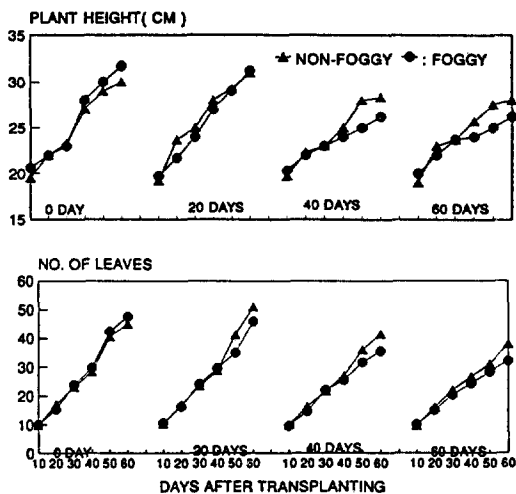 PLANT HEIGHT( CM )
35
30
25
20
15
NON-FOGGY : FOGGY
0 DAY 20 DAYS 40 DAYS 60 DAYS
NO. OF LEAVES
60
50
40
30
20
10
0
0 DAY 20 DAYS 40 DAYS 60 DAYS
10 20 30 40 50 60 10 20 30 40 50 60 10 20 30 40 50 60 10 20 30 40 50 60
DAYS AFTER TRANSPLANTING